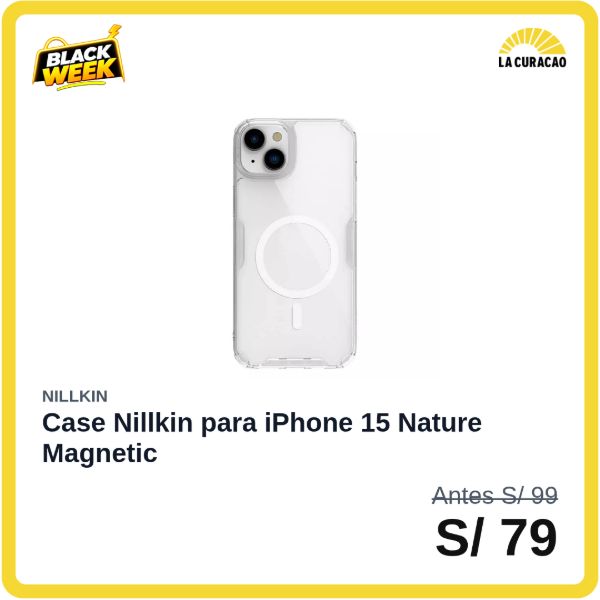 BLACK
WEEK
LA CURACAO
NILLKIN
Case Nillkin para iPhone 15 Nature
Magnetic
Antes S/ 99
S/ 79